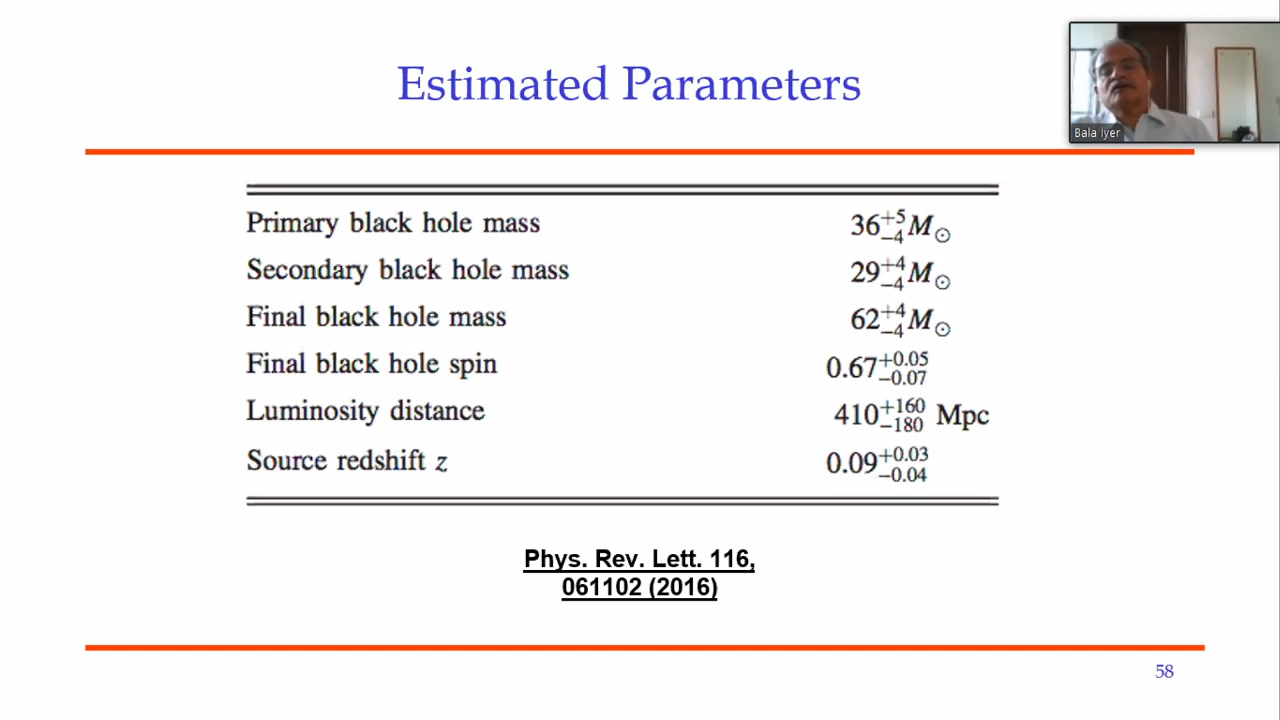 Estimated Parameters
Bala Iyer
Primary black hole mass 36+5−4 M⊙
Secondary black hole mass 29+4−4 M⊙
Final black hole mass 62+4−4 M⊙
Final black hole spin 0.67+0.05−0.07
Luminosity distance 410+160−180 Mpc
Source redshift z 0.09+0.03−0.04
Phys. Rev. Lett. 116,
061102 (2016)
58